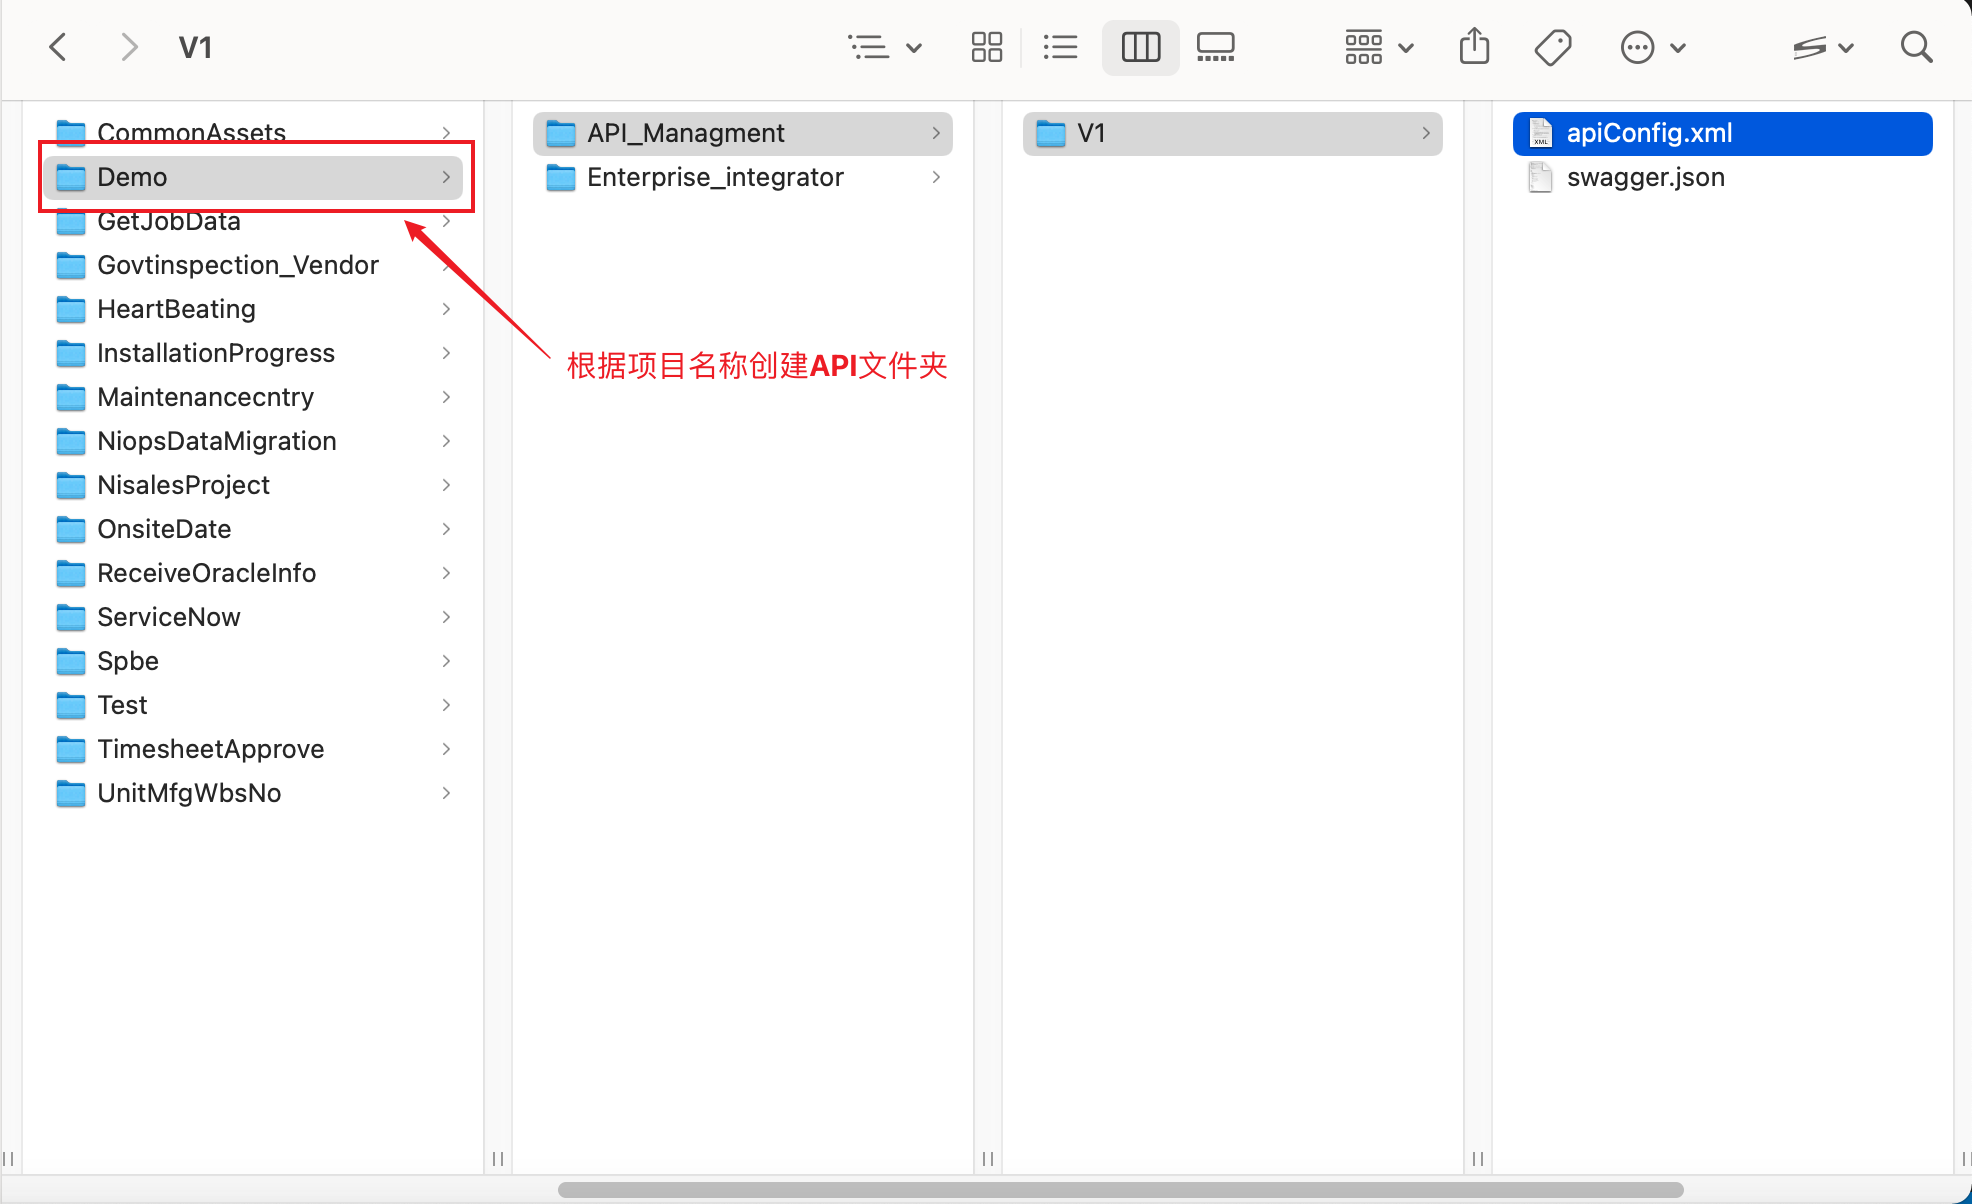 V1
CommonAssets
Demo
GetJobData
Govtinspection_Vendor
HeartBeating
InstallationProgress
Maintenancecntry
NiopsDataMigration
NisalesProject
OnsiteDate
ReceiveOracleInfo
ServiceNow
Spbe
Test
TimesheetApprove
UnitMfgWbsNo
API_Managment
Enterprise_integrator
根据项目名称创建API文件夹
V1
XML
apiConfig.xml
swagger.json